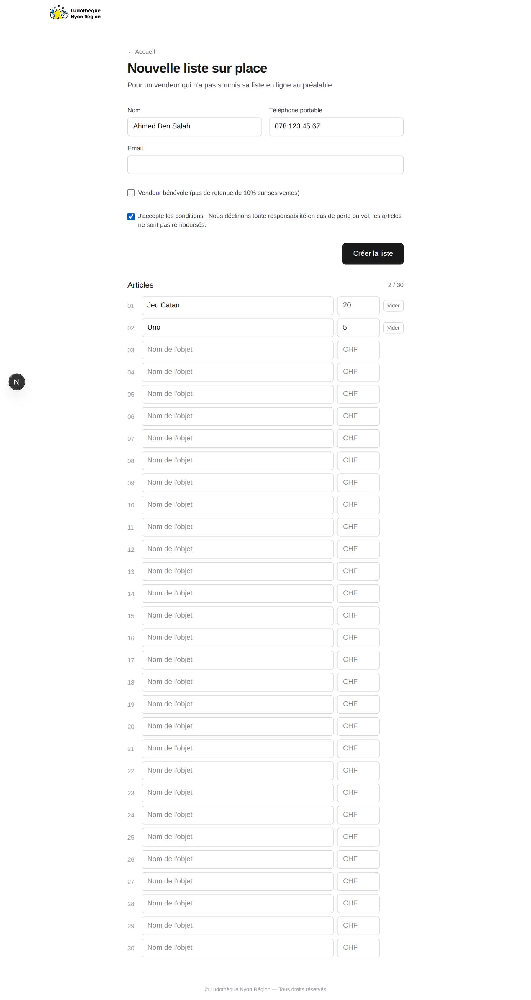 Ludothèque
Nyon Région
← Accueil
Nouvelle liste sur place
Pour un vendeur qui n'a pas soumis sa liste en ligne au préalable.
Nom
Téléphone portable
Ahmed Ben Salah
078 123 45 67
Email
Vendeur bénévole (pas de retenue de 10% sur ses ventes)
J'accepte les conditions : Nous déclinons toute responsabilité en cas de perte ou vol, les articles
ne sont pas remboursés.
Créer la liste
Articles 2 / 30
01 Jeu Catan 20 Vider
02 Uno 5 Vider
03 Nom de l'objet CHF
04 Nom de l'objet CHF
05 Nom de l'objet CHF
06 Nom de l'objet CHF
07 Nom de l'objet CHF
08 Nom de l'objet CHF
09 Nom de l'objet CHF
10 Nom de l'objet CHF
11 Nom de l'objet CHF
12 Nom de l'objet CHF
13 Nom de l'objet CHF
14 Nom de l'objet CHF
15 Nom de l'objet CHF
16 Nom de l'objet CHF
17 Nom de l'objet CHF
18 Nom de l'objet CHF
19 Nom de l'objet CHF
20 Nom de l'objet CHF
21 Nom de l'objet CHF
22 Nom de l'objet CHF
23 Nom de l'objet CHF
24 Nom de l'objet CHF
25 Nom de l'objet CHF
26 Nom de l'objet CHF
27 Nom de l'objet CHF
28 Nom de l'objet CHF
29 Nom de l'objet CHF
30 Nom de l'objet CHF
N
© Ludothèque Nyon Région — Tous droits réservés